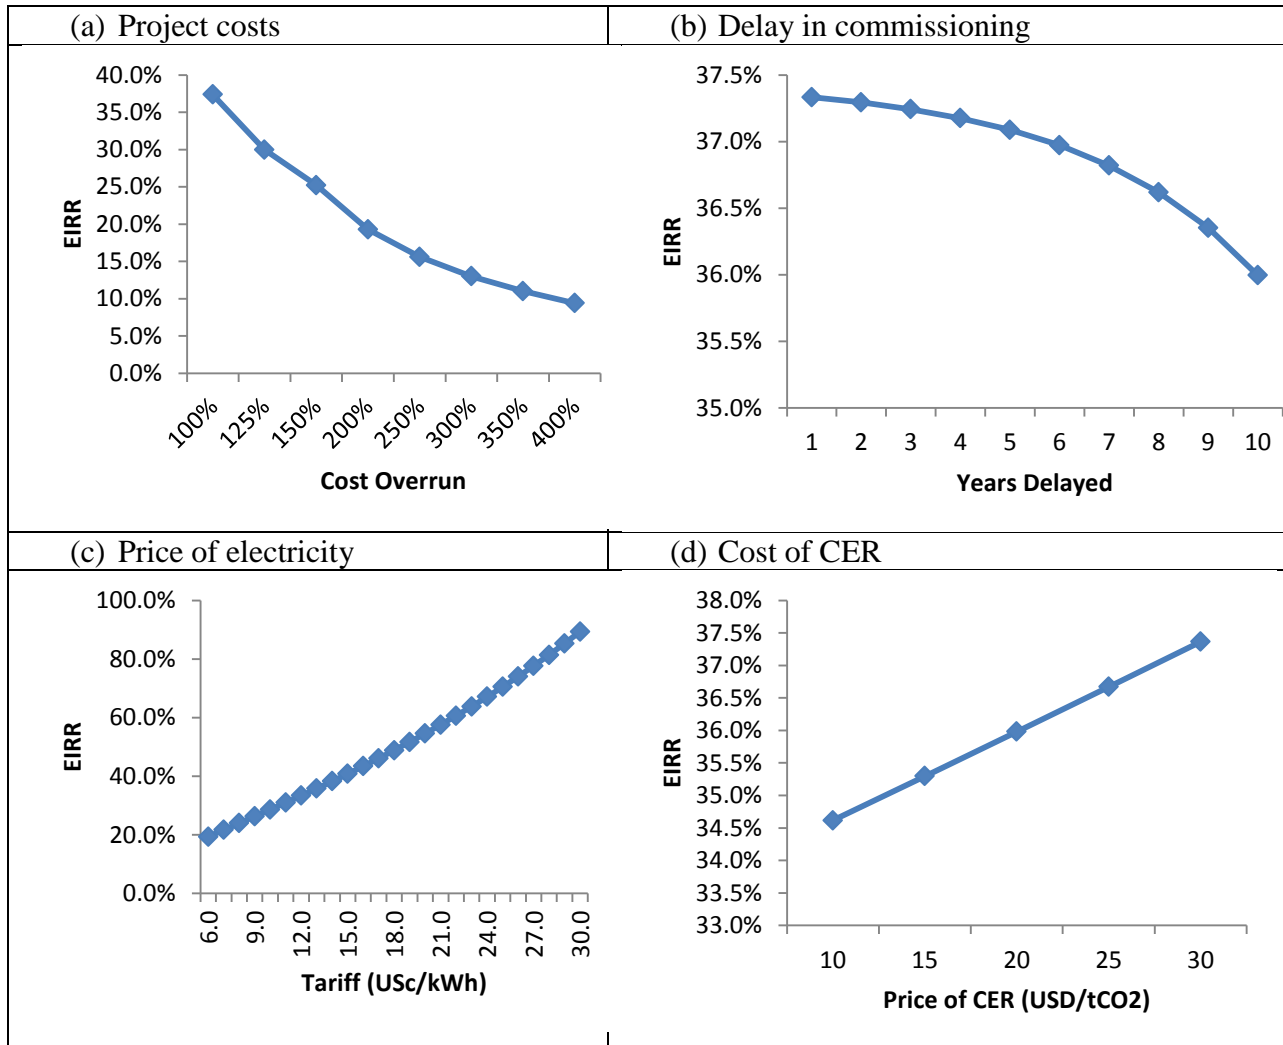 (a) Project costs
40.0%
35.0%
30.0%
25.0%
20.0%
15.0%
10.0%
5.0%
0.0%
EIRR
100% 125% 150% 200% 250% 300% 350% 400%
Cost Overrun
(b) Delay in commissioning
37.5%
37.0%
36.5%
36.0%
35.5%
35.0%
EIRR
1 2 3 4 5 6 7 8 9 10
Years Delayed
(c) Price of electricity
100.0%
80.0%
60.0%
40.0%
20.0%
0.0%
EIRR
6.0 9.0 12.0 15.0 18.0 21.0 24.0 27.0 30.0
Tariff (USc/kWh)
(d) Cost of CER
38.0%
37.5%
37.0%
36.5%
36.0%
35.5%
35.0%
34.5%
34.0%
33.5%
33.0%
EIRR
10 15 20 25 30
Price of CER (USD/tCO2)